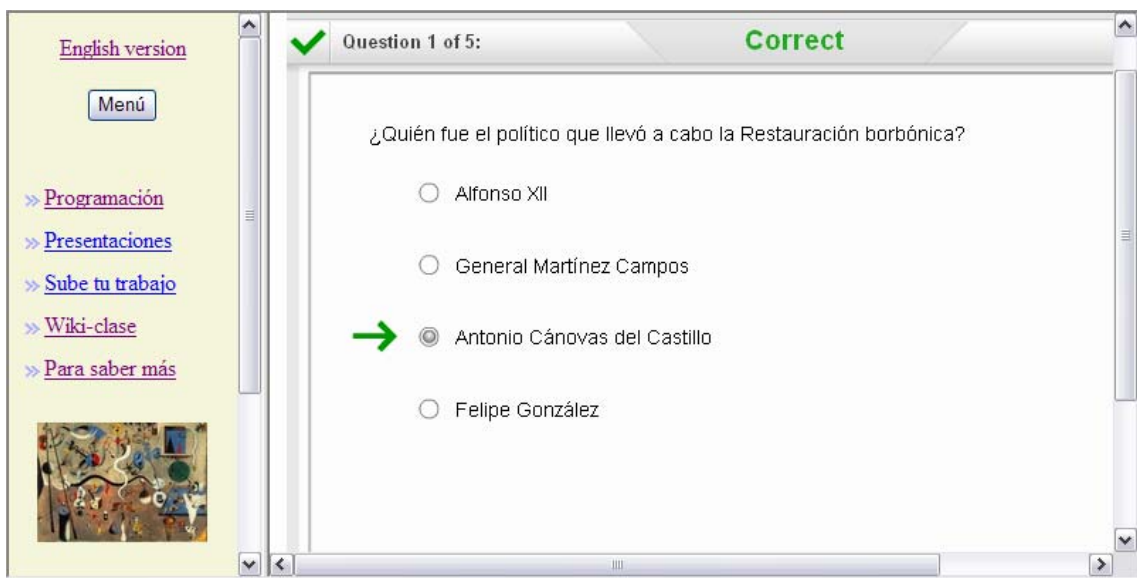 English version
Menú
» Programación
» Presentaciones
» Sube tu trabajo
» Wiki-clase
» Para saber más
Question 1 of 5:
Correct
¿Quién fue el político que llevó a cabo la Restauración borbónica?
Alfonso XII
General Martínez Campos
Antonio Cánovas del Castillo
Felipe González